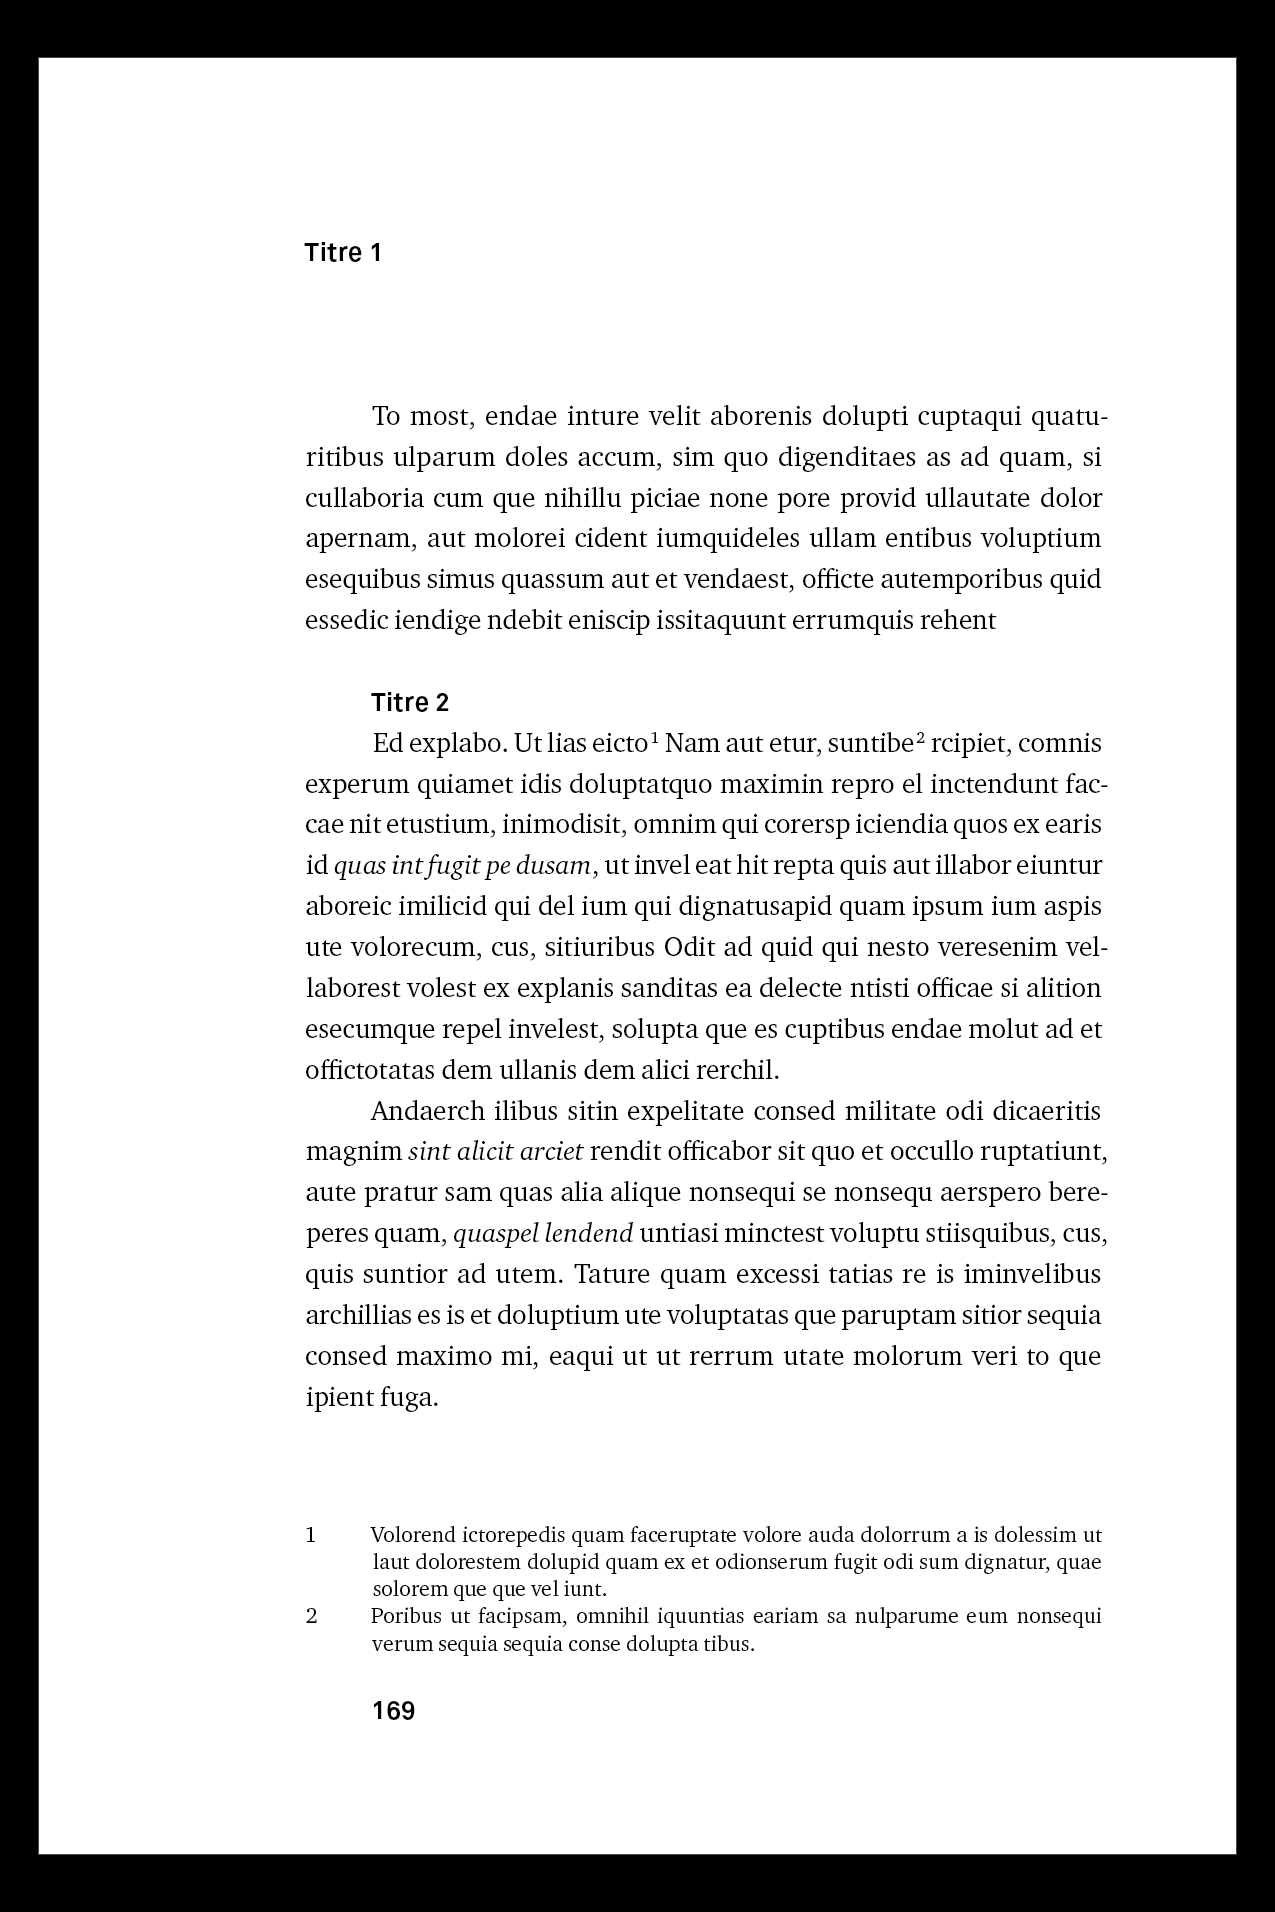 Titre 1
To most, endae inture velit aborenis dolupti cuptaqui quatu-
ritibus ulparum doles accum, sim quo digenditaes as ad quam, si
cullaboria cum que nihillu piciae none pore provid ullautate dolor
apernam, aut molorei cident iumquideles ullam entibus voluptium
esequibus simus quassum aut et vendaest, officte autemporibus quid
essedic iendige ndebit eniscip issitaquunt errumquis rehent
Titre 2
Ed explabo. Ut lias eicto¹ Nam aut etur, suntibe² rcipiet, comnis
experum quiamet idis doluptatquo maximin repro el inctendunt fac-
cae nit etustium, inimodisit, omnim qui corersp iciendia quos ex earis
id quas int fugit pe dusam, ut invel eat hit repta quis aut illabor eiuntur
aboreic imilicid qui del ium qui dignatusapid quam ipsum ium aspis
ute volorecum, cus, sitiuribus Odit ad quid qui nesto veresenim vel-
laborest volest ex explanis sanditas ea delecte ntisti officae si alition
esecumque repel invelest, solupta que es cuptibus endae molut ad et
offictotatas dem ullanis dem alici rerchil.
Andaerch ilibus sitin expelitate consed militate odi dicaeritis
magnim sint alicit arciet rendit officabor sit quo et occullo ruptatiunt,
aute pratur sam quas alia alique nonsequi se nonsequ aerspero bere-
peres quam, quaspel lendend untiasi minctest voluptu stiisquibus, cus,
quis suntior ad utem. Tature quam excessi tatias re is iminvelibus
archillias es is et doluptium ute voluptatas que paruptam sitior sequia
consed maximo mi, eaqui ut ut rerrum utate molorum veri to que
ipient fuga.
1 Volorend ictorepedis quam faceruptate volore auda dolorrum a is dolessim ut
laut dolorestem dolupid quam ex et odionserum fugit odi sum dignatur, quae
solorem que que vel iunt.
2 Poribus ut facipsam, omnihil iquuntias eariam sa nulparume eum nonsequi
verum sequia sequia conse dolupta tibus.
169